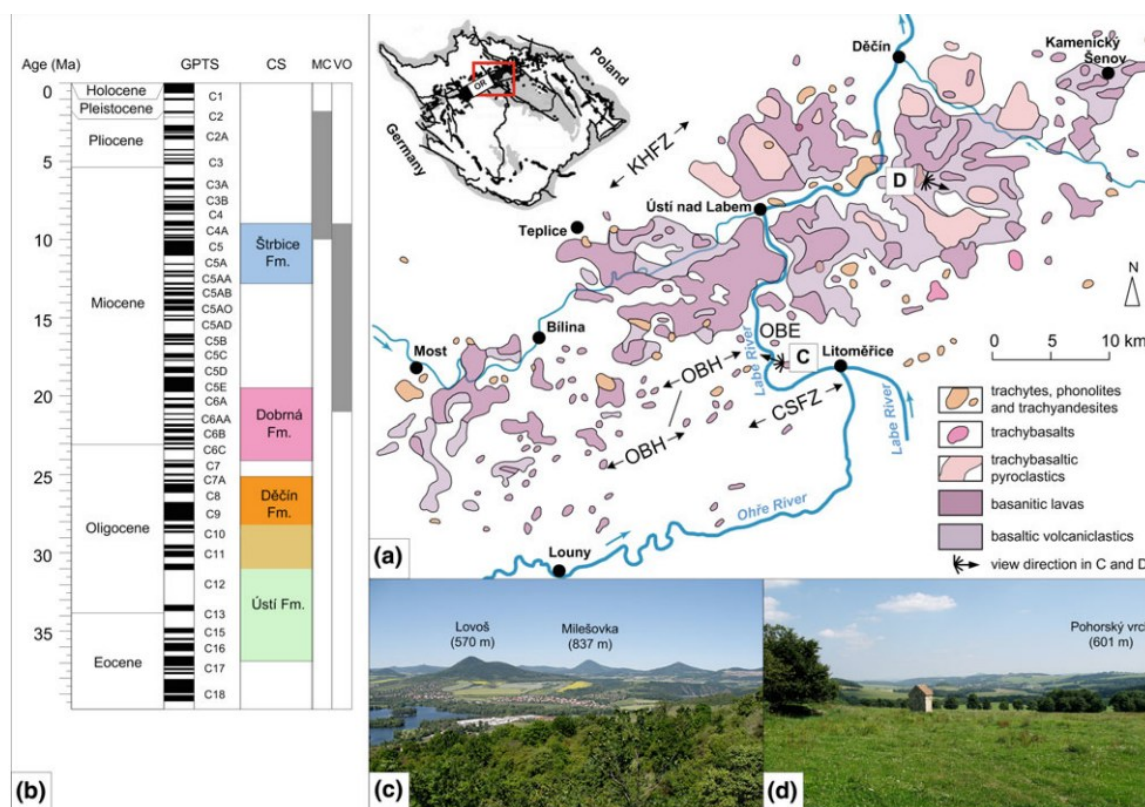 (b)
Age (Ma)
GPTS
CS
MC
VO
0
5
10
15
20
25
30
35
Holocene
Pleistocene
Pliocene
Miocene
Oligocene
Eocene
C1
C2
C2A
C3
C3A
C3B
C4
C4A
C5
C5A
C5AA
C5AB
C5AO
C5AD
C5B
C5C
C5D
C5E
C6A
C6AA
C6B
C6C
C7
C7A
C8
C9
C10
C11
C12
C13
C15
C16
C17
C18
Štrbice
Fm.
Dobrná
Fm.
Děčín
Fm.
Ústí Fm.
(a)
Poland
Germany
OR
KHFZ
Děčín
Kamenický
Šenov
D
Ústí nad Labem
Teplice
Bílina
Most
OBE
Labe River
C
Litoměřice
OBH
OBH
CSFZ
Labe River
Ohře River
Louny
N
0 5 10 km
trachytes, phonolites
and trachyandesites
trachybasalts
trachybasaltic
pyroclastics
basanitic lavas
basaltic volcaniclastics
view direction in C and D
(c)
Lovoš
(570 m)
Milešovka
(837 m)
(d)
Pohorský vrch
(601 m)